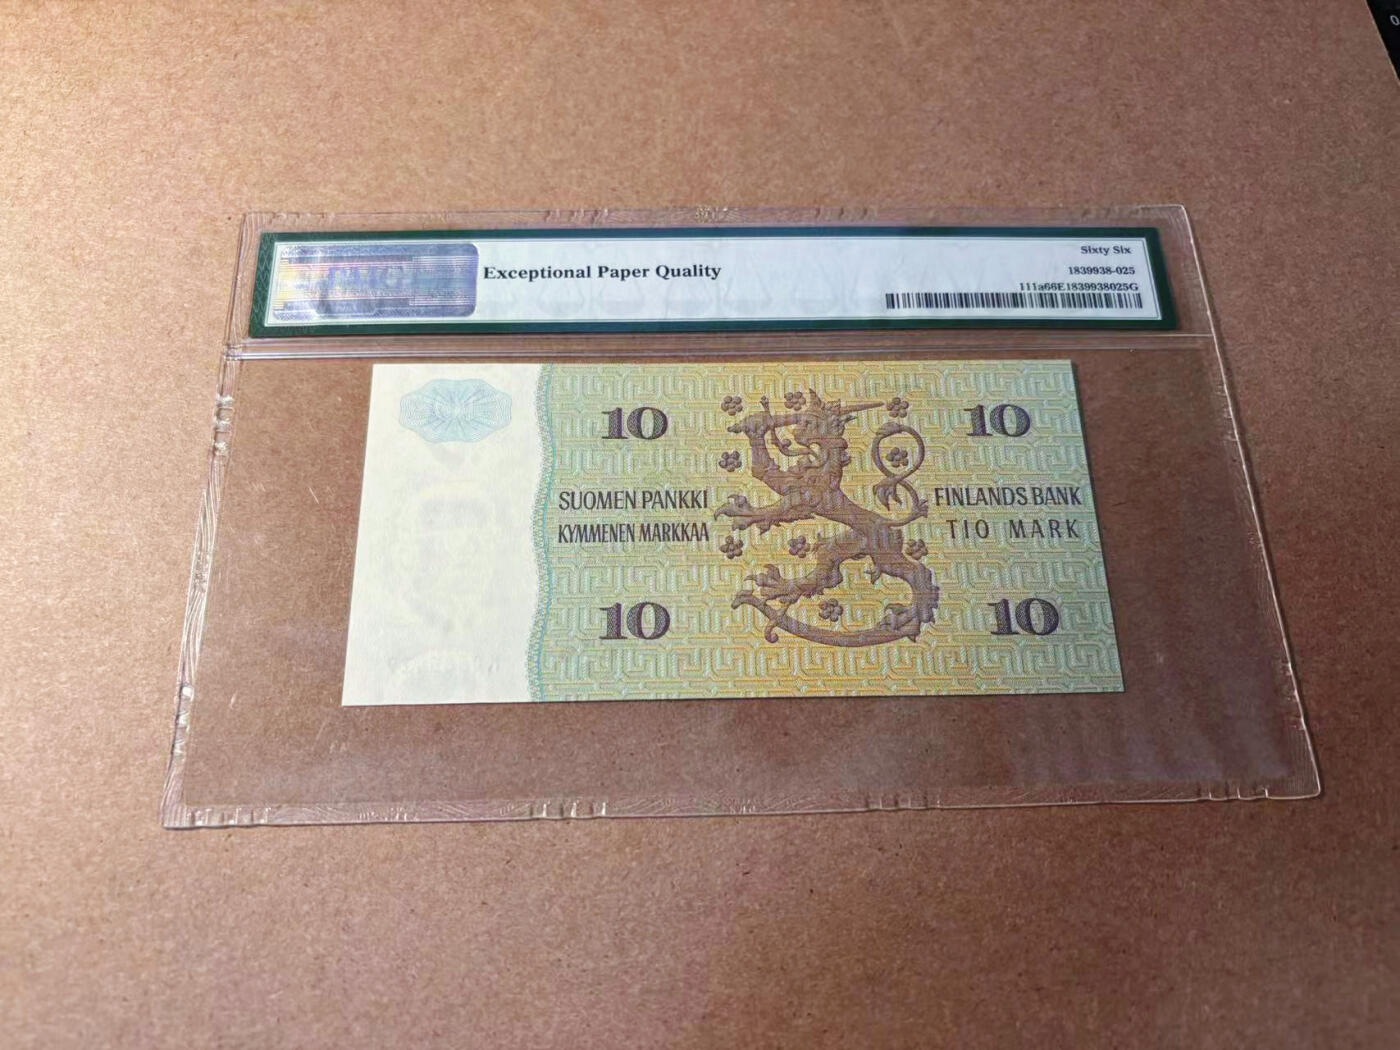 Exceptional Paper Quality
Sixty Six
1839938-025
111a66E1839938025G
10
10
SUOMEN PANKKI
KYMMENEN MARKKAA
FINLANDS BANK
TIO MARK
10
10